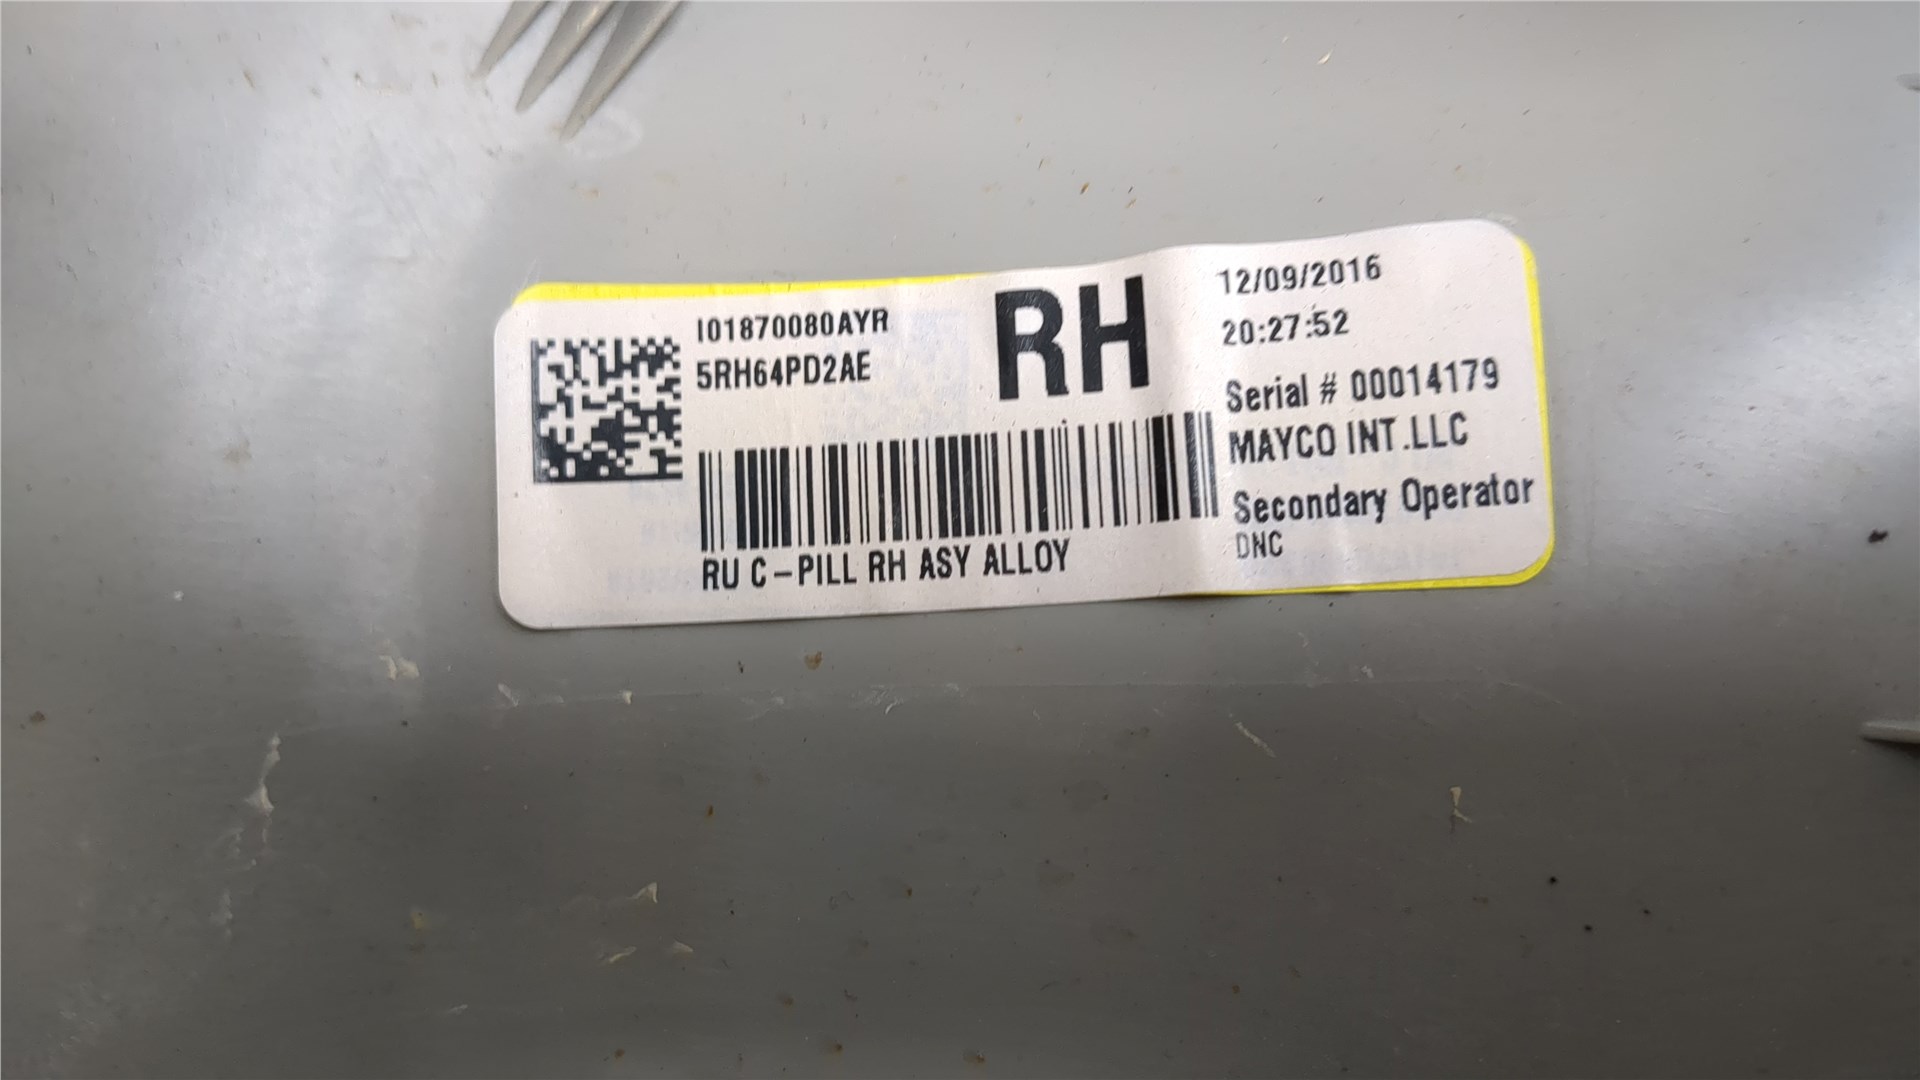 I01870080AYR
5RH64PD2AE
RH
12/09/2016
20:27:52
Serial # 00014179
MAYCO INT.LLC
Secondary Operator
DNC
RU C-PILL RH ASY ALLOY